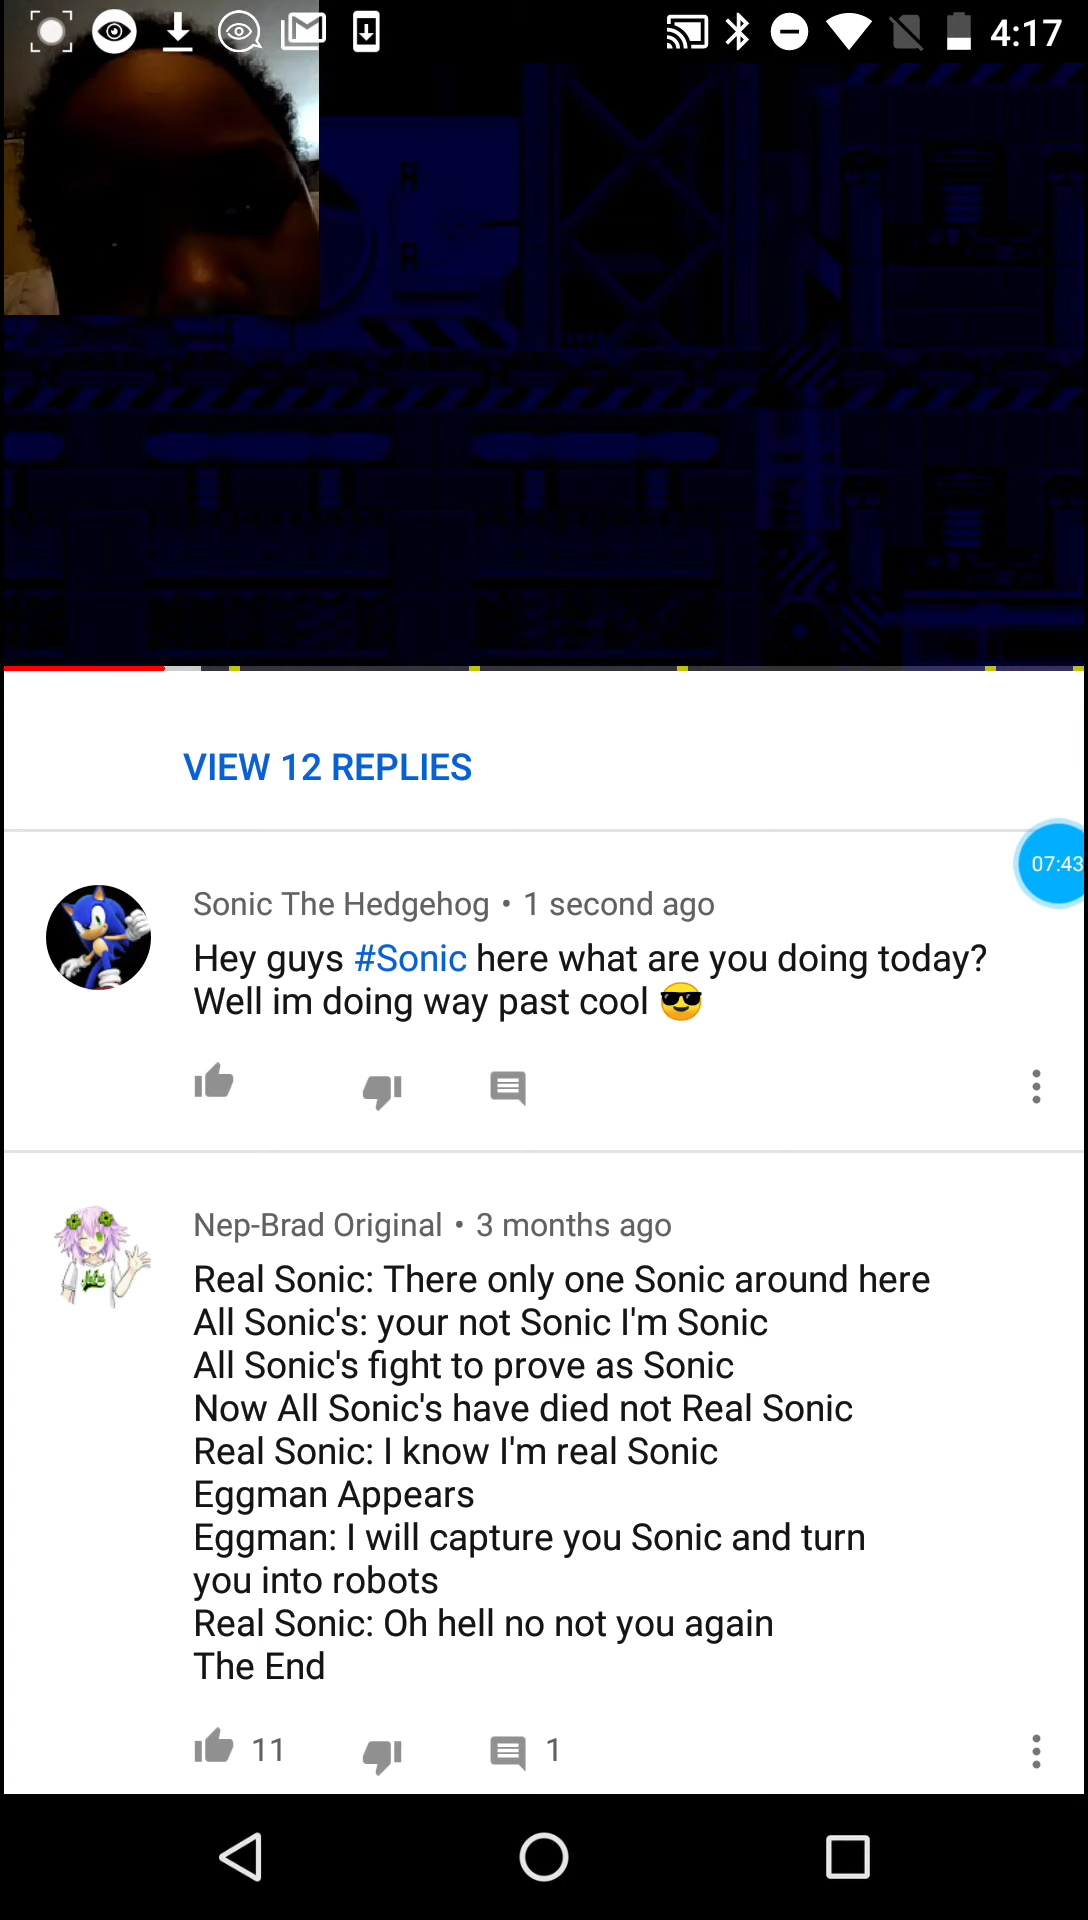 4:17
VIEW 12 REPLIES
07:43
Sonic The Hedgehog • 1 second ago
Hey guys #Sonic here what are you doing today?
Well im doing way past cool 😎
Nep-Brad Original • 3 months ago
Real Sonic: There only one Sonic around here
All Sonic's: your not Sonic I'm Sonic
All Sonic's fight to prove as Sonic
Now All Sonic's have died not Real Sonic
Real Sonic: I know I'm real Sonic
Eggman Appears
Eggman: I will capture you Sonic and turn
you into robots
Real Sonic: Oh hell no not you again
The End
11
1